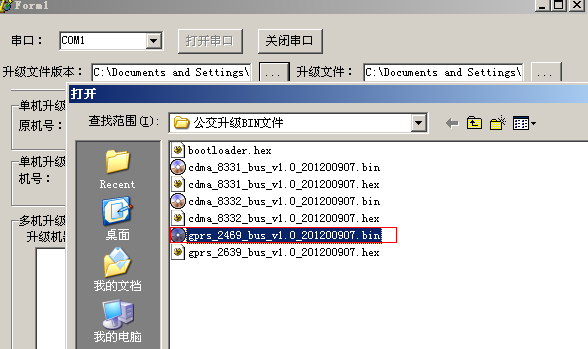 Form1
串口： COM1 打开串口 关闭串口
升级文件版本： C:\Documents and Settings\ ... 升级文件： C:\Documents and Settings\ ...
打开
单机升级
原机号：
单机升级
机号：
多机升级
升级机器
查找范围(I)： 公交升级BIN文件
Recent
桌面
我的文档
我的电脑
bootloader.hex
cdma_8331_bus_v1.0_201200907.bin
cdma_8331_bus_v1.0_201200907.hex
cdma_8332_bus_v1.0_201200907.bin
cdma_8332_bus_v1.0_201200907.hex
gprs_2469_bus_v1.0_201200907.bin
gprs_2639_bus_v1.0_201200907.hex